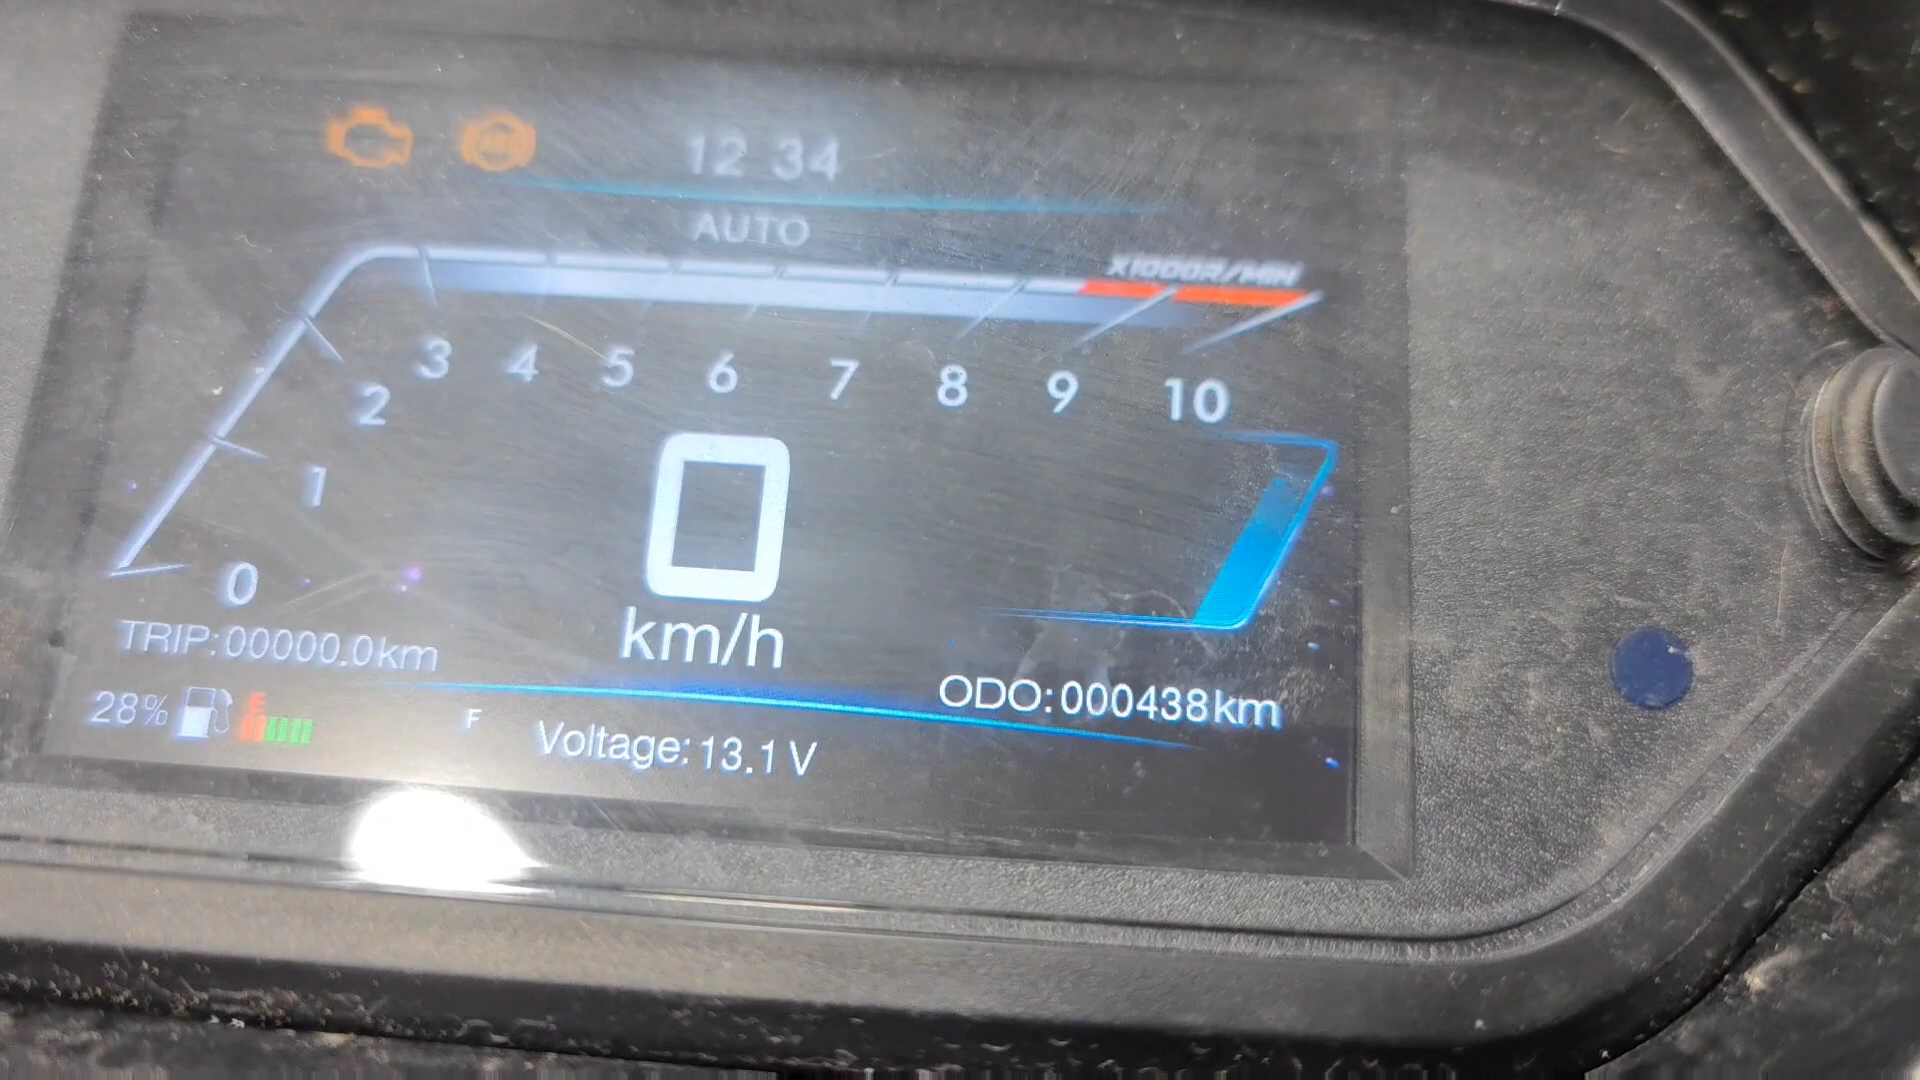 12 34
AUTO
X1000R/MIN
0 1 2 3 4 5 6 7 8 9 10
0
km/h
TRIP:00000.0km
ODO:000438km
28% E F
Voltage:13.1V